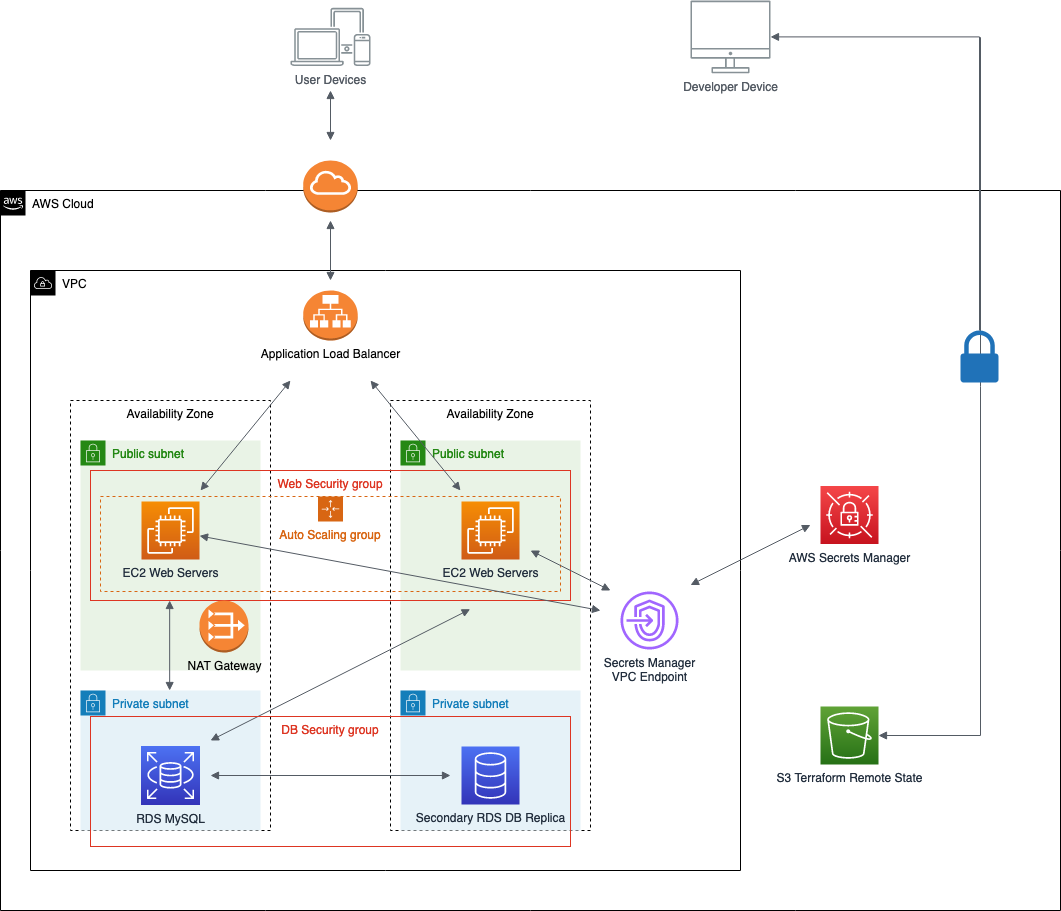 User Devices
Developer Device
aws
AWS Cloud
VPC
Application Load Balancer
Availability Zone
Availability Zone
Public subnet
Public subnet
Web Security group
Auto Scaling group
EC2 Web Servers
EC2 Web Servers
AWS Secrets Manager
NAT Gateway
Secrets Manager
VPC Endpoint
Private subnet
Private subnet
DB Security group
RDS MySQL
Secondary RDS DB Replica
S3 Terraform Remote State